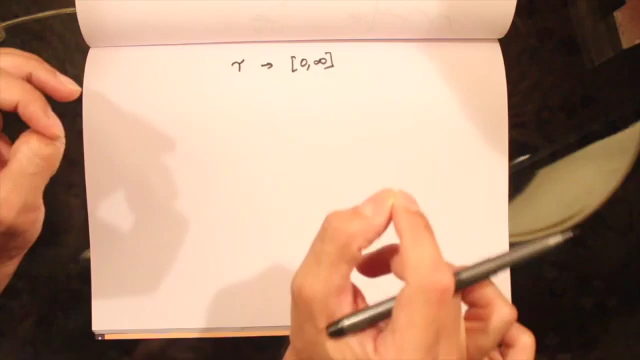 r → [0,∞]